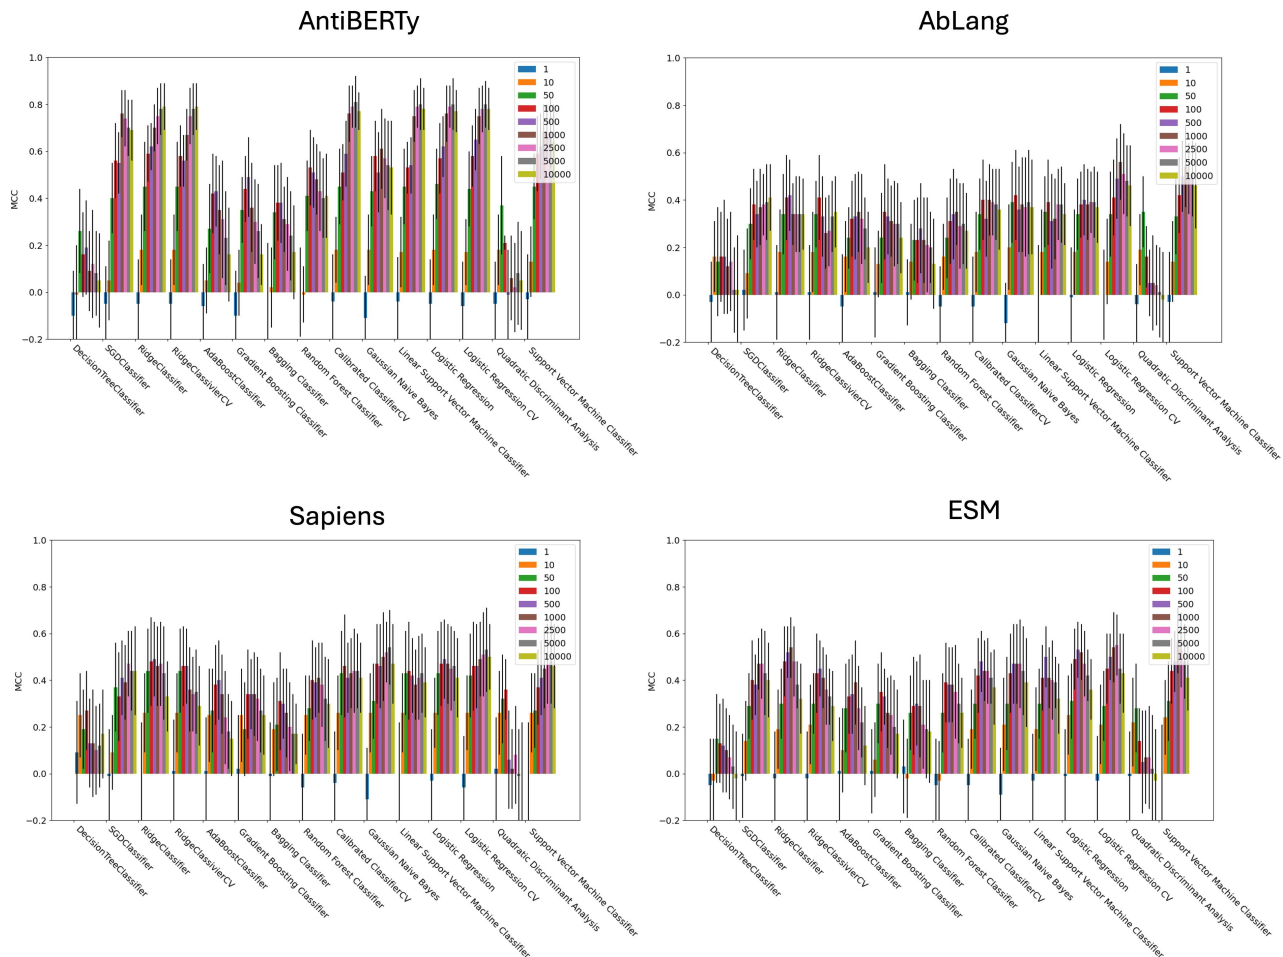 AntiBERTy
1.0
0.8
0.6
0.4
0.2
0.0
−0.2
MCC
1
10
50
100
500
1000
2500
5000
10000
DecisionTreeClassifier
SGDClassifier
RidgeClassifier
RidgeClassivierCV
AdaBoostClassifier
Gradient Boosting Classifier
Bagging Classifier
Random Forest Classifier
Calibrated ClassifierCV
Gaussian Naive Bayes
Linear Support Vector Machine Classifier
Logistic Regression
Logistic Regression CV
Quadratic Discriminant Analysis
Support Vector Machine Classifier
AbLang
1.0
0.8
0.6
0.4
0.2
0.0
−0.2
MCC
1
10
50
100
500
1000
2500
5000
10000
DecisionTreeClassifier
SGDClassifier
RidgeClassifier
RidgeClassivierCV
AdaBoostClassifier
Gradient Boosting Classifier
Bagging Classifier
Random Forest Classifier
Calibrated ClassifierCV
Gaussian Naive Bayes
Linear Support Vector Machine Classifier
Logistic Regression
Logistic Regression CV
Quadratic Discriminant Analysis
Support Vector Machine Classifier
Sapiens
1.0
0.8
0.6
0.4
0.2
0.0
−0.2
MCC
1
10
50
100
500
1000
2500
5000
10000
DecisionTreeClassifier
SGDClassifier
RidgeClassifier
RidgeClassivierCV
AdaBoostClassifier
Gradient Boosting Classifier
Bagging Classifier
Random Forest Classifier
Calibrated ClassifierCV
Gaussian Naive Bayes
Linear Support Vector Machine Classifier
Logistic Regression
Logistic Regression CV
Quadratic Discriminant Analysis
Support Vector Machine Classifier
ESM
1.0
0.8
0.6
0.4
0.2
0.0
−0.2
MCC
1
10
50
100
500
1000
2500
5000
10000
DecisionTreeClassifier
SGDClassifier
RidgeClassifier
RidgeClassivierCV
AdaBoostClassifier
Gradient Boosting Classifier
Bagging Classifier
Random Forest Classifier
Calibrated ClassifierCV
Gaussian Naive Bayes
Linear Support Vector Machine Classifier
Logistic Regression
Logistic Regression CV
Quadratic Discriminant Analysis
Support Vector Machine Classifier